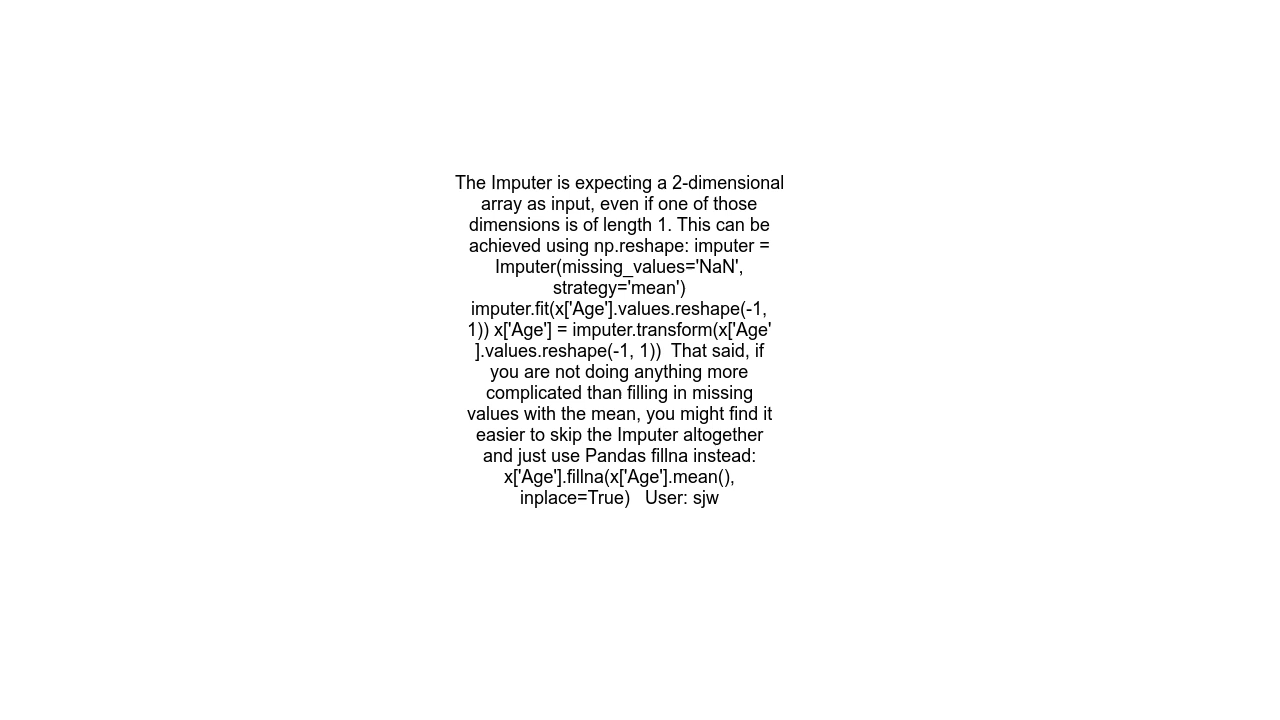 The Imputer is expecting a 2-dimensional
array as input, even if one of those
dimensions is of length 1. This can be
achieved using np.reshape: imputer =
Imputer(missing_values='NaN',
strategy='mean')
imputer.fit(x['Age'].values.reshape(-1,
1)) x['Age'] = imputer.transform(x['Age'
].values.reshape(-1, 1))  That said, if
you are not doing anything more
complicated than filling in missing
values with the mean, you might find it
easier to skip the Imputer altogether
and just use Pandas fillna instead:
x['Age'].fillna(x['Age'].mean(),
inplace=True)   User: sjw